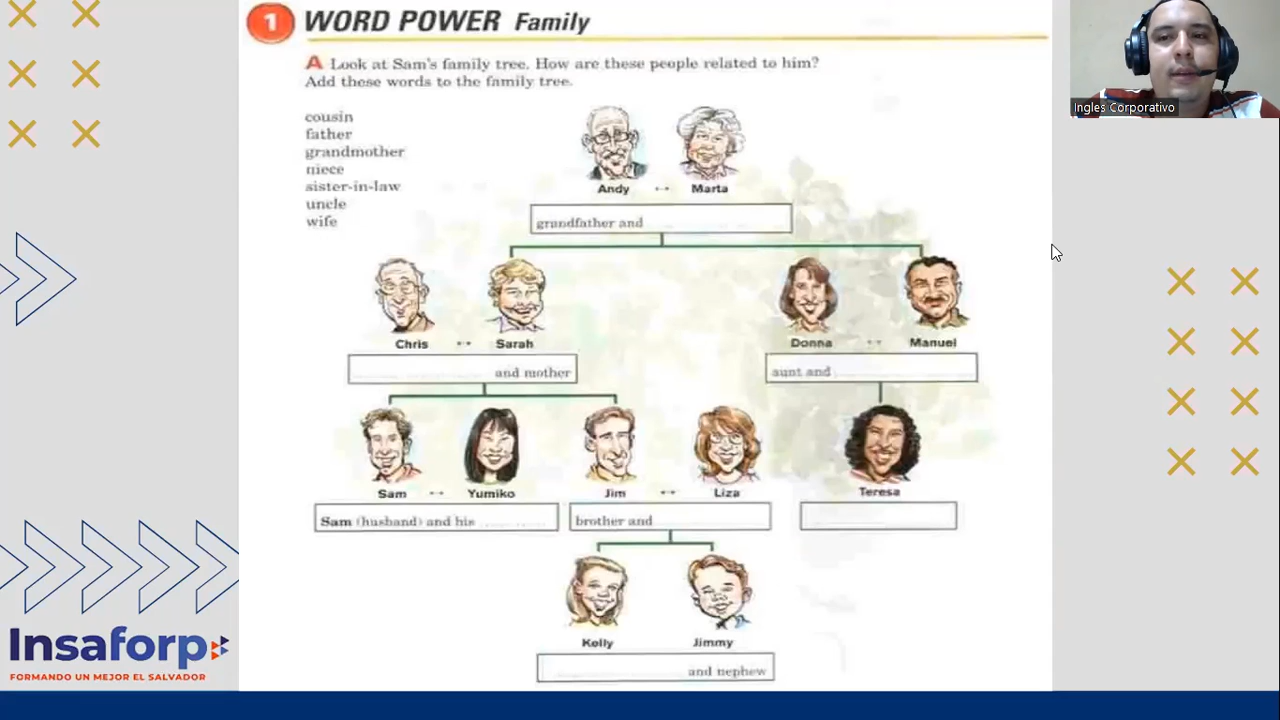 1 WORD POWER Family
A Look at Sam's family tree. How are these people related to him?
Add these words to the family tree.
cousin
father
grandmother
niece
sister-in-law
uncle
wife
Andy ↔ Marta
grandfather and
Chris ↔ Sarah
and mother
Donna ↔ Manuel
aunt and
Sam ↔ Yumiko
Sam (husband) and his
Jim ↔ Liza
brother and
Teresa
Kelly Jimmy
and nephew
Ingles Corporativo
Insaforp
FORMANDO UN MEJOR EL SALVADOR